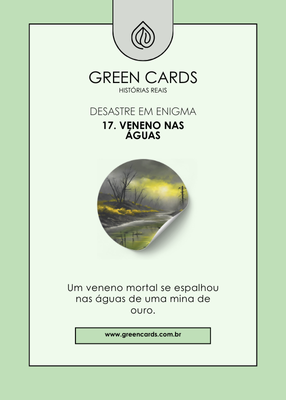 GREEN CARDS
HISTÓRIAS REAIS
DESASTRE EM ENIGMA
17. VENENO NAS
ÁGUAS
Um veneno mortal se espalhou
nas águas de uma mina de
ouro.
www.greencards.com.br